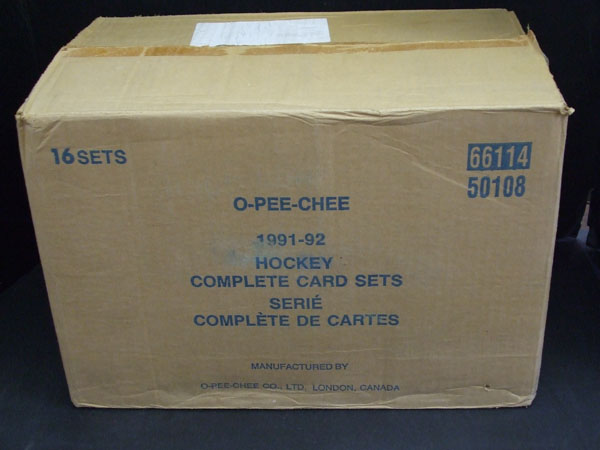 16 SETS
66114
50108
O-PEE-CHEE
1991-92
HOCKEY
COMPLETE CARD SETS
SERIÉ
COMPLÈTE DE CARTES
MANUFACTURED BY
O-PEE-CHEE CO., LTD. LONDON, CANADA